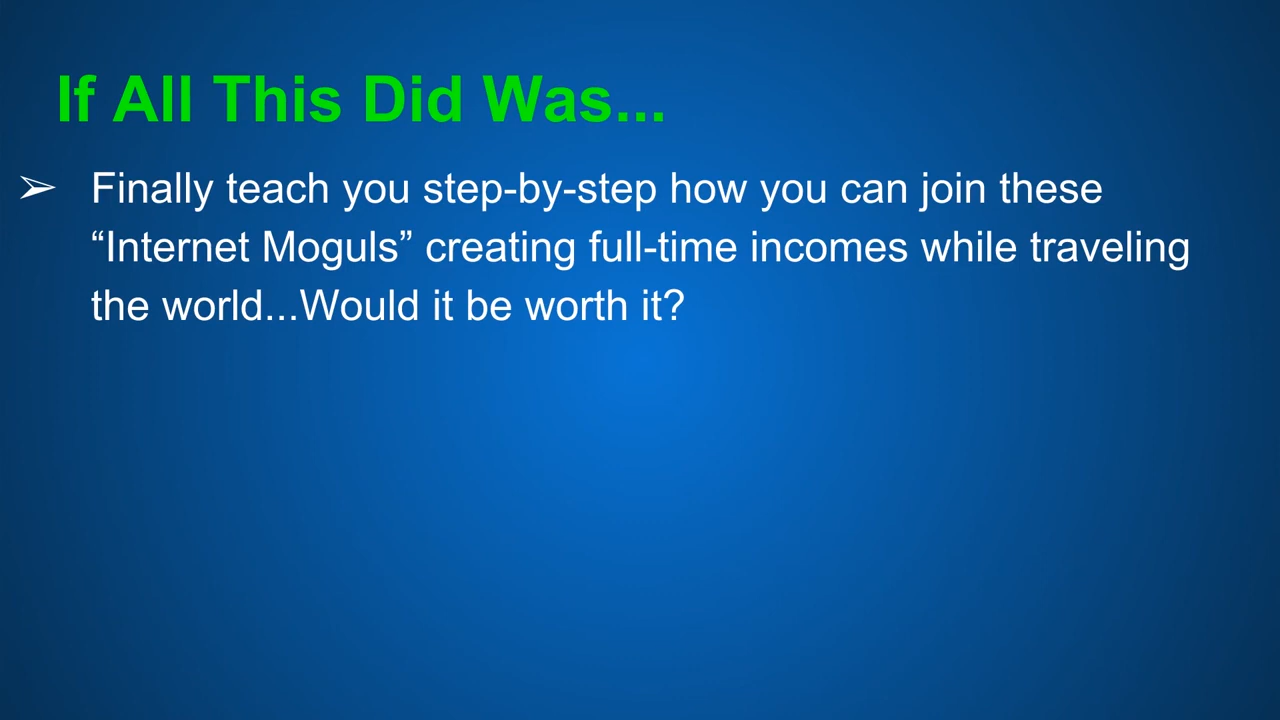 If All This Did Was...
➢ Finally teach you step-by-step how you can join these
“Internet Moguls” creating full-time incomes while traveling
the world...Would it be worth it?